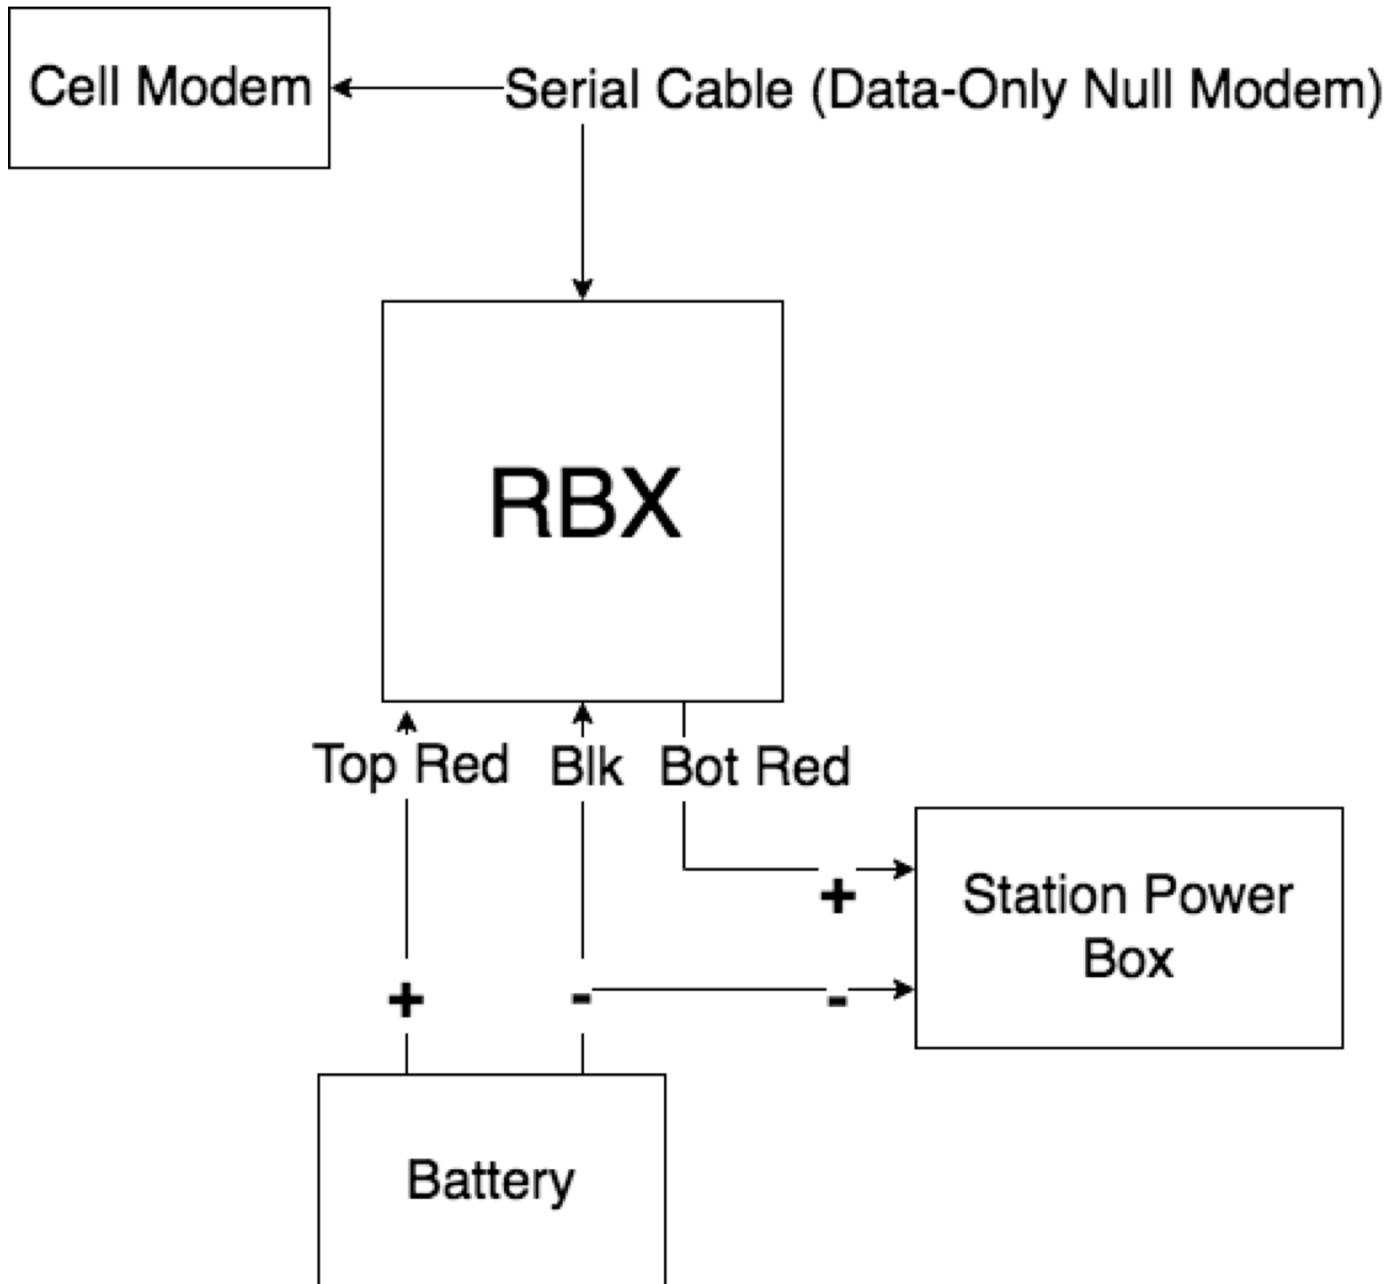 Cell Modem
Serial Cable (Data-Only Null Modem)
RBX
Top Red
Blk
Bot Red
+
Station Power
Box
+
-
-
Battery